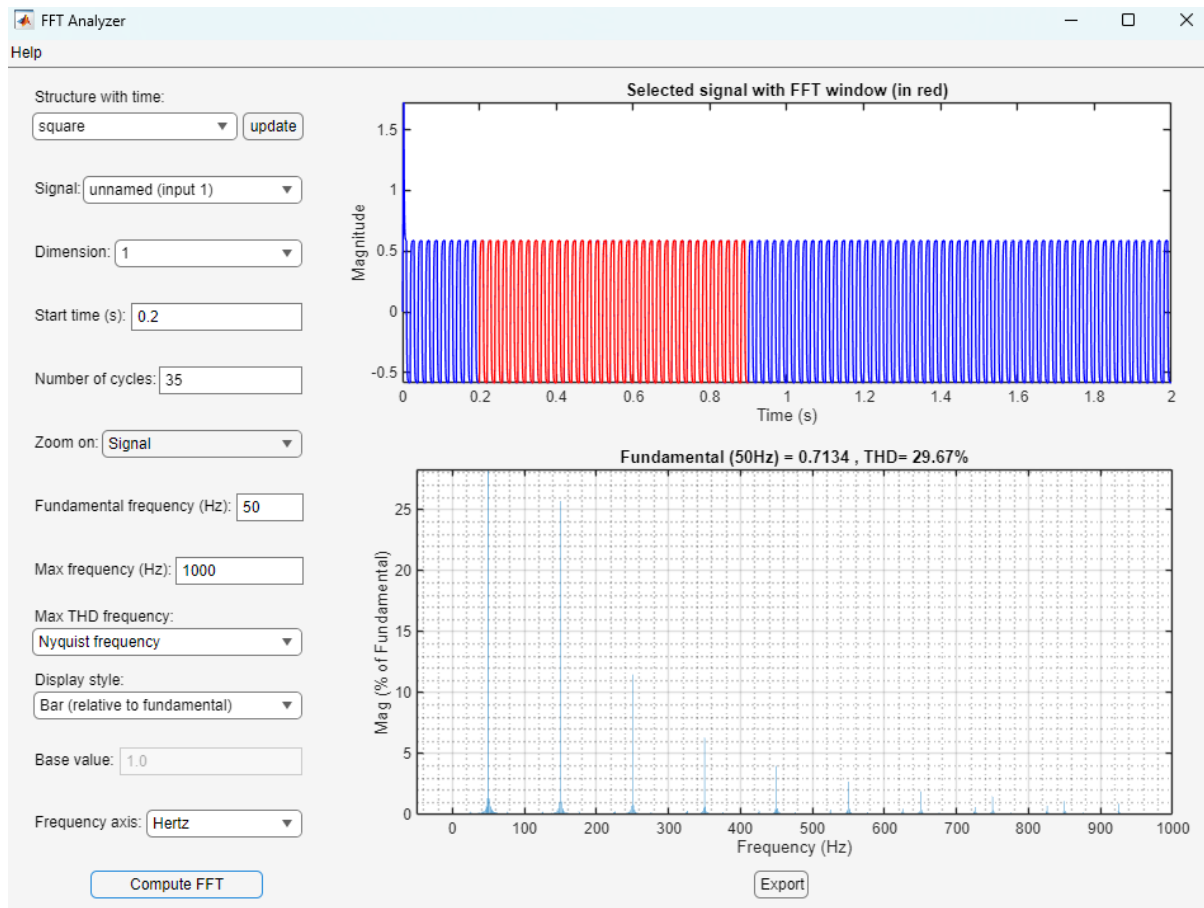 FFT Analyzer
Help
Structure with time:
square
update
Signal: unnamed (input 1)
Dimension: 1
Start time (s): 0.2
Number of cycles: 35
Zoom on: Signal
Fundamental frequency (Hz): 50
Max frequency (Hz): 1000
Max THD frequency:
Nyquist frequency
Display style:
Bar (relative to fundamental)
Base value: 1.0
Frequency axis: Hertz
Compute FFT
Selected signal with FFT window (in red)
Magnitude
1.5
1
0.5
0
-0.5
0 0.2 0.4 0.6 0.8 1 1.2 1.4 1.6 1.8 2
Time (s)
Fundamental (50Hz) = 0.7134 , THD= 29.67%
Mag (% of Fundamental)
25
20
15
10
5
0
0 100 200 300 400 500 600 700 800 900 1000
Frequency (Hz)
Export